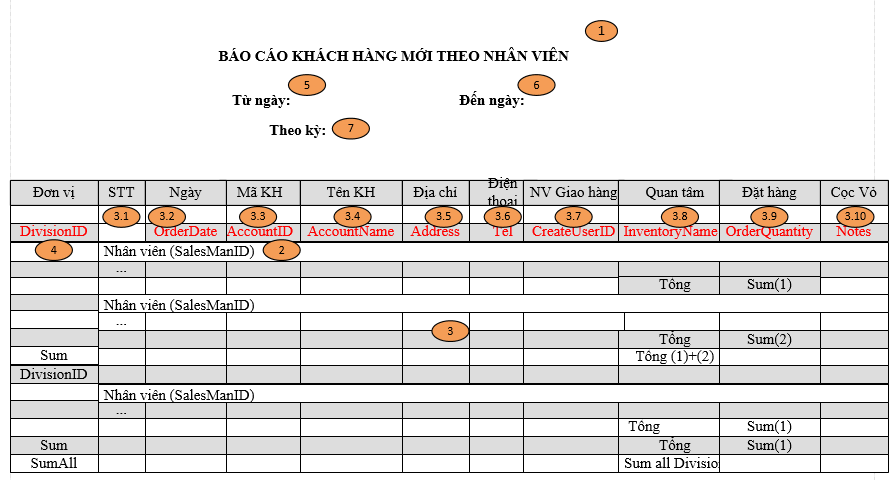 1
BÁO CÁO KHÁCH HÀNG MỚI THEO NHÂN VIÊN
Từ ngày: 5 Đến ngày: 6
Theo kỳ: 7
Đơn vị STT Ngày Mã KH Tên KH Địa chỉ Điện thoại NV Giao hàng Quan tâm Đặt hàng Cọc Vỏ
3.1 3.2 3.3 3.4 3.5 3.6 3.7 3.8 3.9 3.10
DivisionID OrderDate AccountID AccountName Address Tel CreateUserID InventoryName OrderQuantity Notes
4 Nhân viên (SalesManID) 2
...
Tổng Sum(1)
Nhân viên (SalesManID)
...
3
Tổng Sum(2)
Sum Tổng (1)+(2)
DivisionID
Nhân viên (SalesManID)
...
Tổng Sum(1)
Sum Tổng Sum(1)
SumAll Sum all Divisio